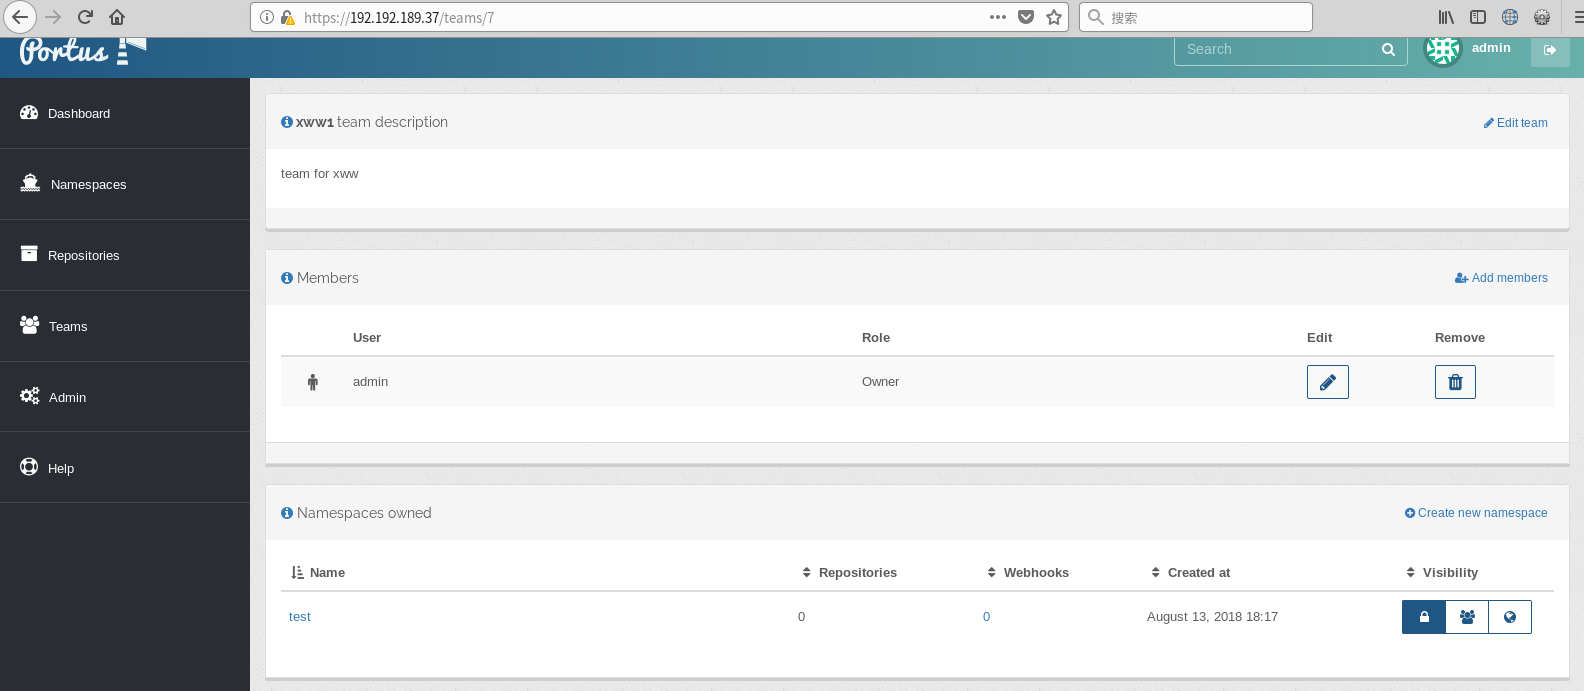 https://192.192.189.37/teams/7
搜索
Portus
Search
admin
Dashboard
Namespaces
Repositories
Teams
Admin
Help
xww1 team description
Edit team
team for xww
Members
Add members
User Role Edit Remove
admin Owner
Namespaces owned
Create new namespace
Name Repositories Webhooks Created at Visibility
test 0 0 August 13, 2018 18:17